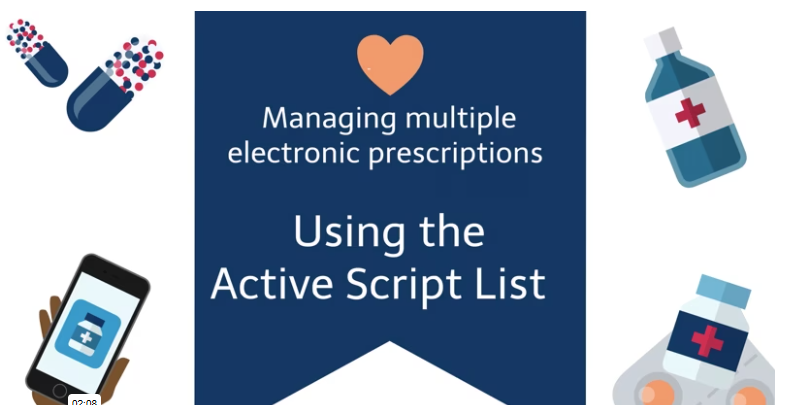 Managing multiple
electronic prescriptions
Using the
Active Script List
02:08